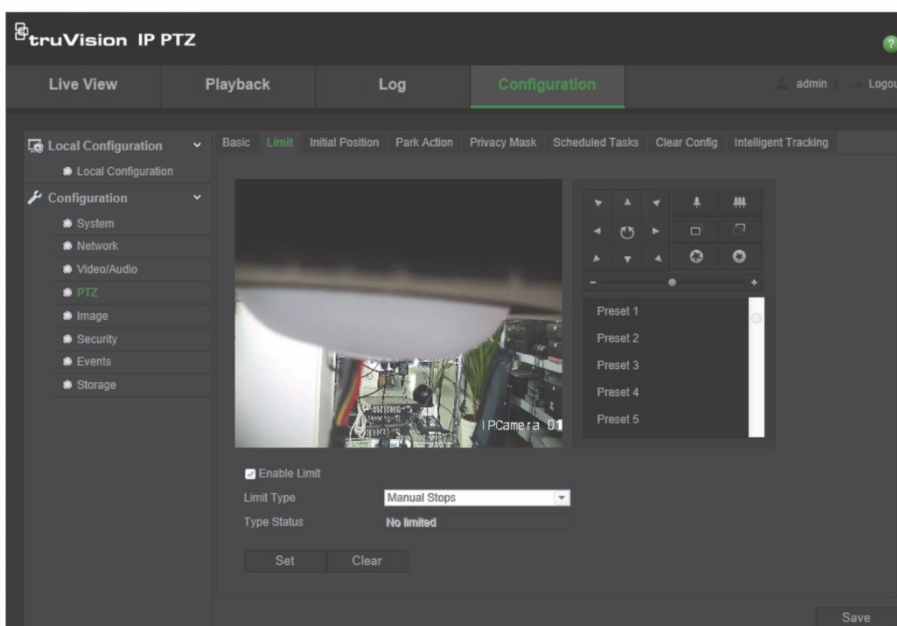 truVision IP PTZ
?
Live View Playback Log Configuration admin Logou
Local Configuration
Local Configuration
Configuration
System
Network
Video/Audio
PTZ
Image
Security
Events
Storage
Basic Limit Initial Position Park Action Privacy Mask Scheduled Tasks Clear Config Intelligent Tracking
IPCamera 01
Preset 1
Preset 2
Preset 3
Preset 4
Preset 5
Enable Limit
Limit Type Manual Stops
Type Status No limited
Set Clear
Save